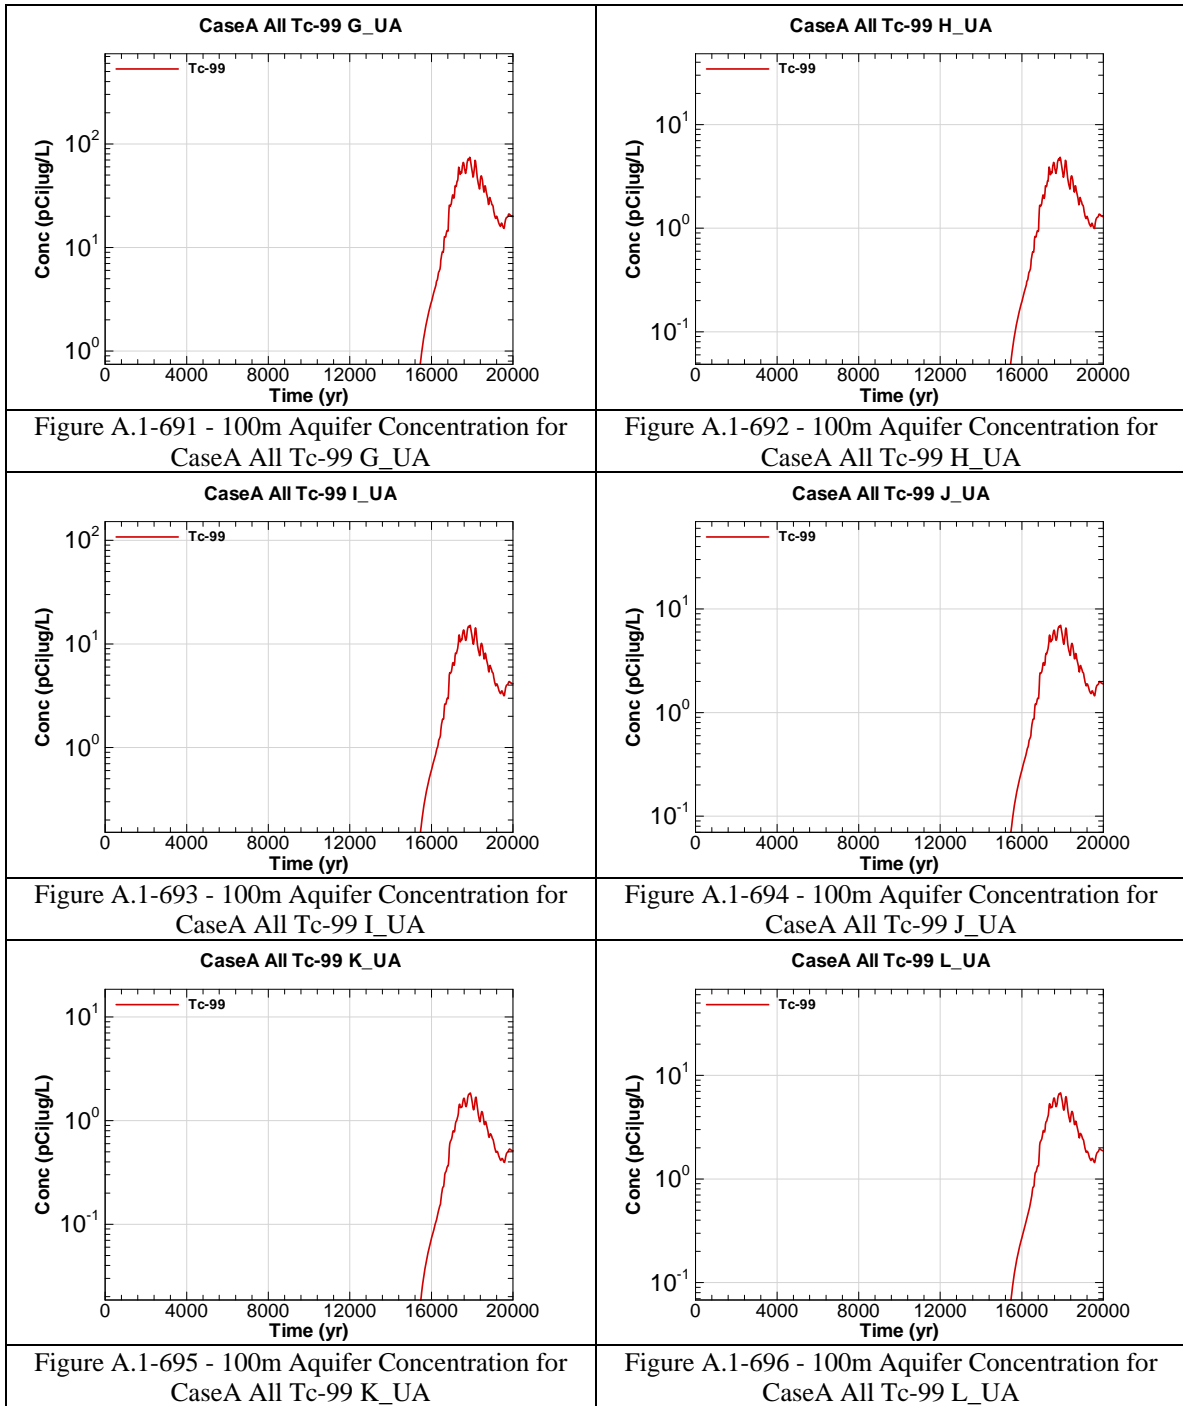 CaseA All Tc-99 G_UA
Tc-99
10^2
10^1
10^0
Conc (pCi|ug/L)
0 4000 8000 12000 16000 20000
Time (yr)
Figure A.1-691 - 100m Aquifer Concentration for
CaseA All Tc-99 G_UA
CaseA All Tc-99 H_UA
Tc-99
10^1
10^0
10^-1
Conc (pCi|ug/L)
0 4000 8000 12000 16000 20000
Time (yr)
Figure A.1-692 - 100m Aquifer Concentration for
CaseA All Tc-99 H_UA
CaseA All Tc-99 I_UA
Tc-99
10^2
10^1
10^0
Conc (pCi|ug/L)
0 4000 8000 12000 16000 20000
Time (yr)
Figure A.1-693 - 100m Aquifer Concentration for
CaseA All Tc-99 I_UA
CaseA All Tc-99 J_UA
Tc-99
10^1
10^0
10^-1
Conc (pCi|ug/L)
0 4000 8000 12000 16000 20000
Time (yr)
Figure A.1-694 - 100m Aquifer Concentration for
CaseA All Tc-99 J_UA
CaseA All Tc-99 K_UA
Tc-99
10^1
10^0
10^-1
Conc (pCi|ug/L)
0 4000 8000 12000 16000 20000
Time (yr)
Figure A.1-695 - 100m Aquifer Concentration for
CaseA All Tc-99 K_UA
CaseA All Tc-99 L_UA
Tc-99
10^1
10^0
10^-1
Conc (pCi|ug/L)
0 4000 8000 12000 16000 20000
Time (yr)
Figure A.1-696 - 100m Aquifer Concentration for
CaseA All Tc-99 L_UA